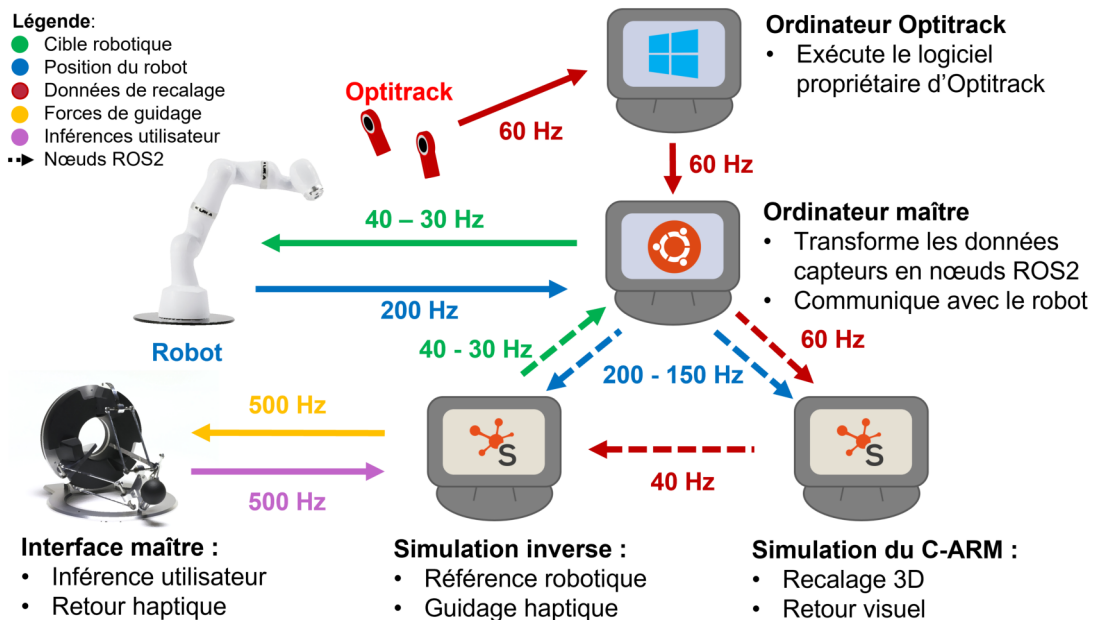 Légende:
Cible robotique
Position du robot
Données de recalage
Forces de guidage
Inférences utilisateur
Nœuds ROS2
Optitrack
60 Hz
Ordinateur Optitrack
• Exécute le logiciel
propriétaire d'Optitrack
60 Hz
Ordinateur maître
• Transforme les données
capteurs en nœuds ROS2
• Communique avec le robot
40 – 30 Hz
200 Hz
Robot
40 - 30 Hz
200 - 150 Hz
60 Hz
500 Hz
500 Hz
S
40 Hz
S
Interface maître :
• Inférence utilisateur
• Retour haptique
Simulation inverse :
• Référence robotique
• Guidage haptique
Simulation du C-ARM :
• Recalage 3D
• Retour visuel